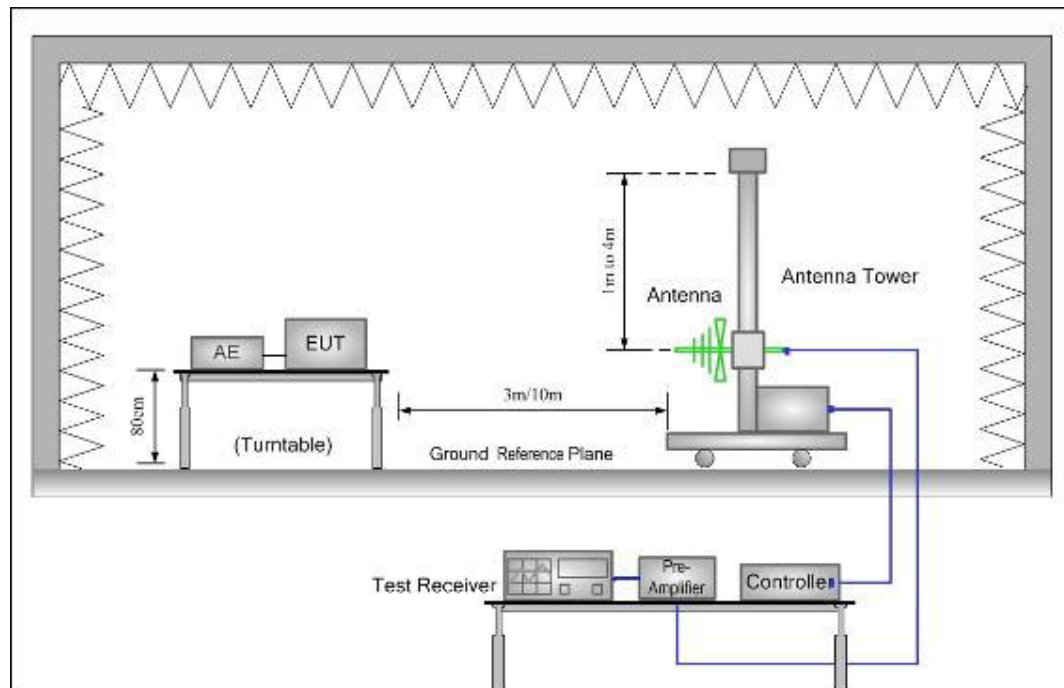 1m to 4m
Antenna
Antenna Tower
AE
EUT
80cm
3m/10m
(Turntable)
Ground Reference Plane
Test Receiver
Pre-
Amplifier
Controlle